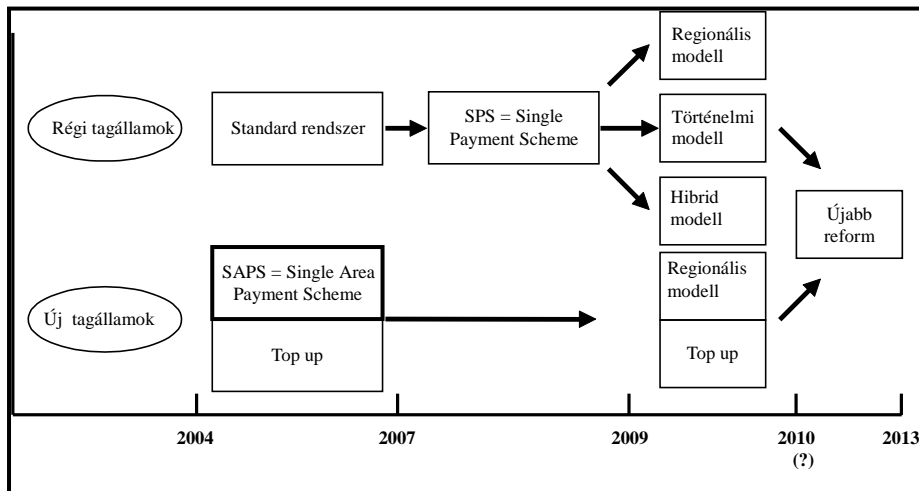 Regionális
modell
Régi tagállamok
Standard rendszer
SPS = Single
Payment Scheme
Történelmi
modell
Hibrid
modell
Újabb
reform
SAPS = Single Area
Payment Scheme
Regionális
modell
Új tagállamok
Top up
Top up
2004
2007
2009
2010
(?)
2013